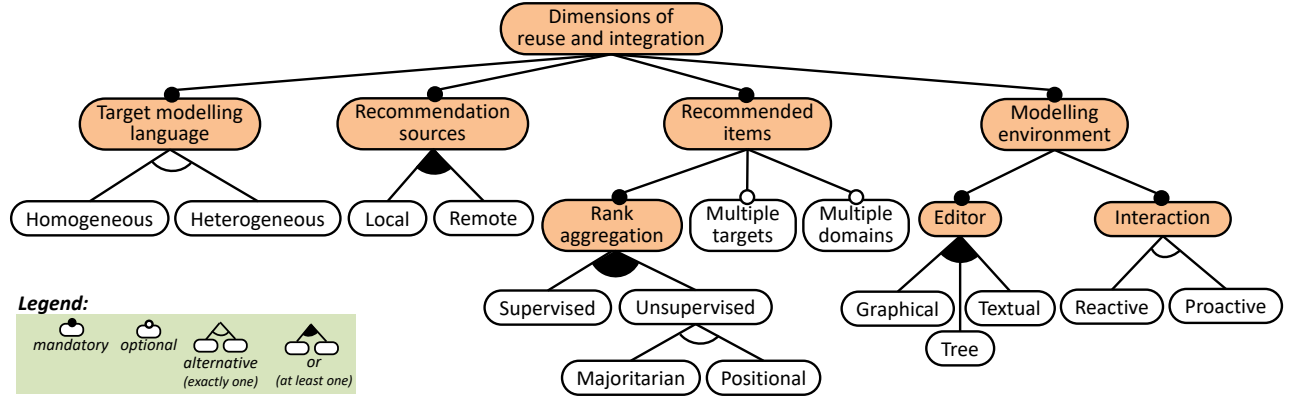 Dimensions of
reuse and integration
Target modelling
language
Recommendation
sources
Recommended
items
Modelling
environment
Homogeneous
Heterogeneous
Local
Remote
Rank
aggregation
Multiple
targets
Multiple
domains
Editor
Interaction
Supervised
Unsupervised
Graphical
Textual
Tree
Reactive
Proactive
Majoritarian
Positional
Legend:
mandatory
optional
alternative
(exactly one)
or
(at least one)